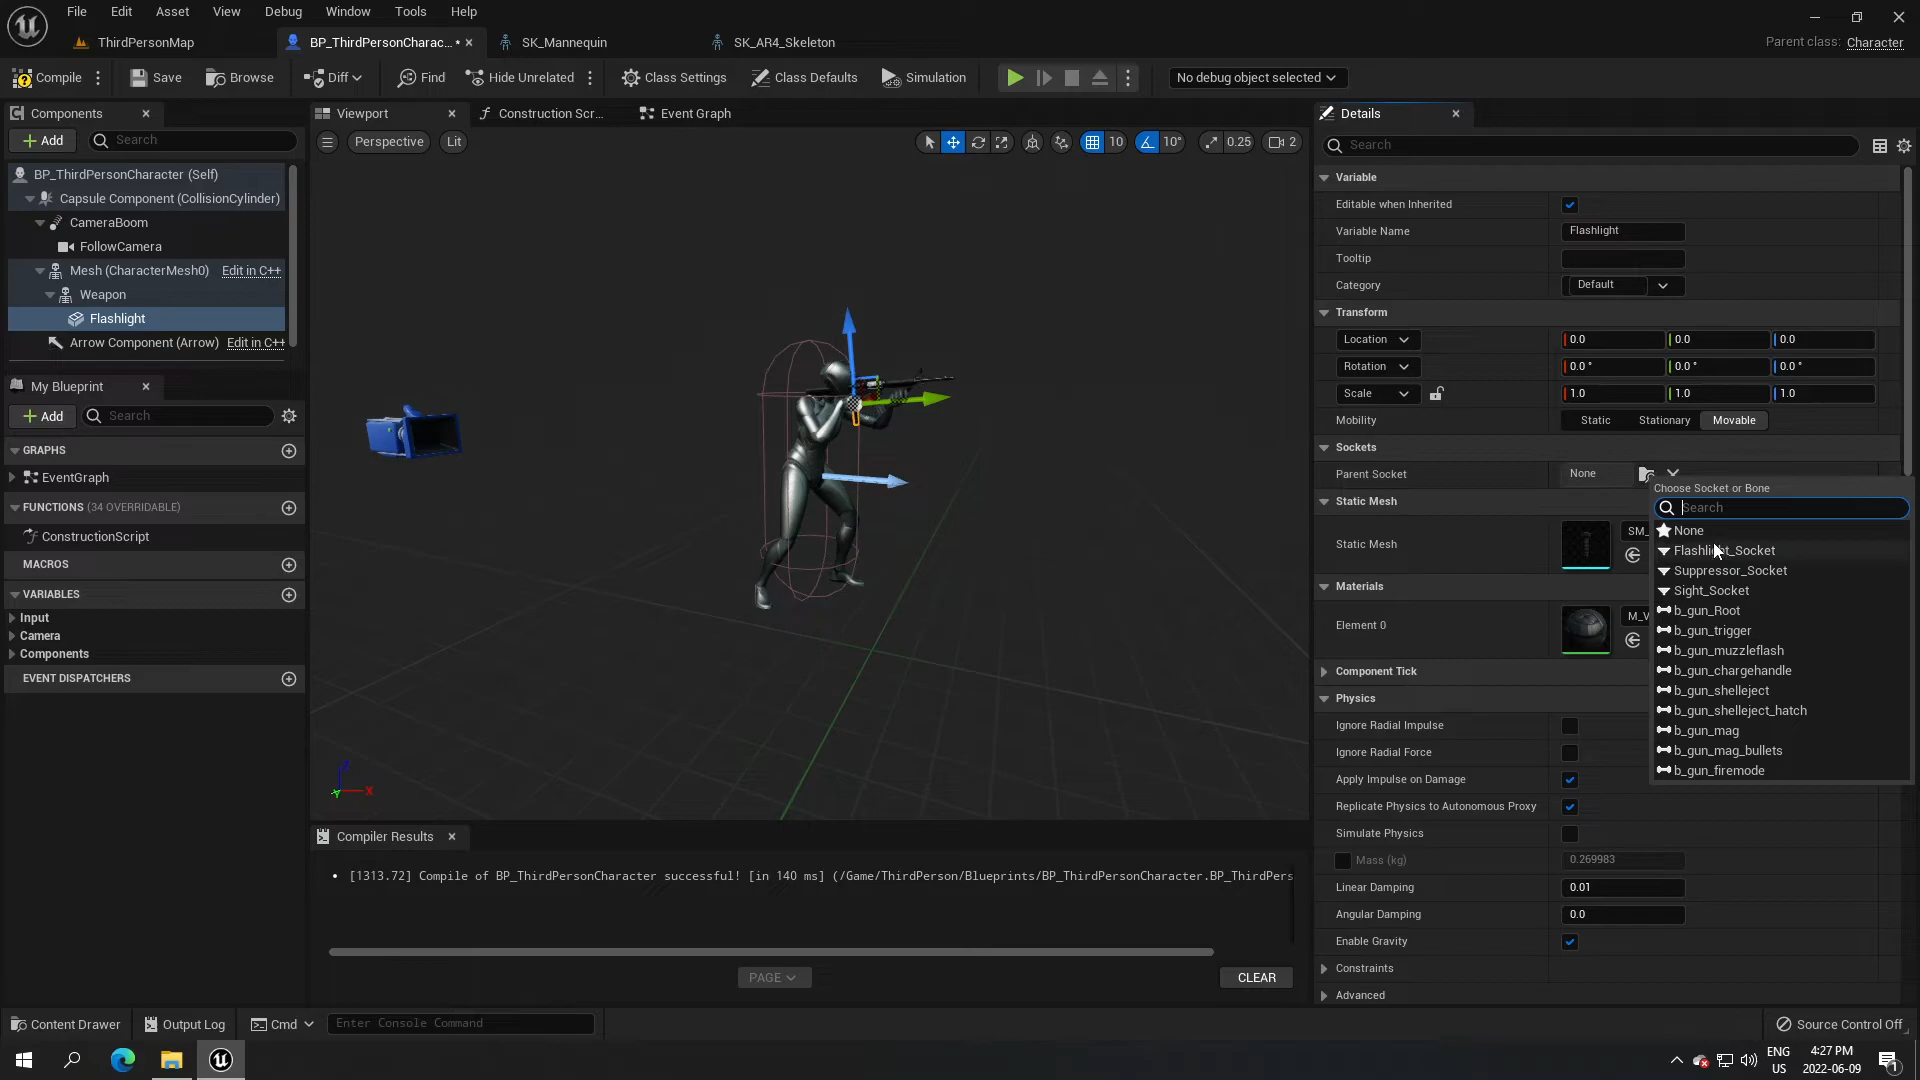 File Edit Asset View Debug Window Tools Help
ThirdPersonMap
BP_ThirdPersonCharac... •
SK_Mannequin
SK_AR4_Skeleton
Parent class: Character
Compile
Save
Browse
Diff
Find
Hide Unrelated
Class Settings
Class Defaults
Simulation
No debug object selected
Components
Add
Search
BP_ThirdPersonCharacter (Self)
Capsule Component (CollisionCylinder)
CameraBoom
FollowCamera
Mesh (CharacterMesh0) Edit in C++
Weapon
Flashlight
Arrow Component (Arrow) Edit in C++
My Blueprint
Add
Search
GRAPHS
EventGraph
FUNCTIONS (34 OVERRIDABLE)
ConstructionScript
MACROS
VARIABLES
Input
Camera
Components
EVENT DISPATCHERS
Viewport
Construction Scr...
Event Graph
Perspective
Lit
10
10°
0.25
2
Z
X
Y
Compiler Results
• [1313.72] Compile of BP_ThirdPersonCharacter successful! [in 140 ms] (/Game/ThirdPerson/Blueprints/BP_ThirdPersonCharacter.BP_ThirdPers
PAGE
CLEAR
Details
Search
Variable
Editable when Inherited
Variable Name Flashlight
Tooltip
Category Default
Transform
Location 0.0 0.0 0.0
Rotation 0.0 ° 0.0 ° 0.0 °
Scale 1.0 1.0 1.0
Mobility Static Stationary Movable
Sockets
Parent Socket None
Choose Socket or Bone
Search
None
Flashlight_Socket
Suppressor_Socket
Sight_Socket
b_gun_Root
b_gun_trigger
b_gun_muzzleflash
b_gun_chargehandle
b_gun_shelleject
b_gun_shelleject_hatch
b_gun_mag
b_gun_mag_bullets
b_gun_firemode
Static Mesh
Static Mesh SM_
Materials
Element 0 M_V
Component Tick
Physics
Ignore Radial Impulse
Ignore Radial Force
Apply Impulse on Damage
Replicate Physics to Autonomous Proxy
Simulate Physics
Mass (kg) 0.269983
Linear Damping 0.01
Angular Damping 0.0
Enable Gravity
Constraints
Advanced
Content Drawer
Output Log
Cmd
Enter Console Command
Source Control Off
ENG
US
4:27 PM
2022-06-09
1